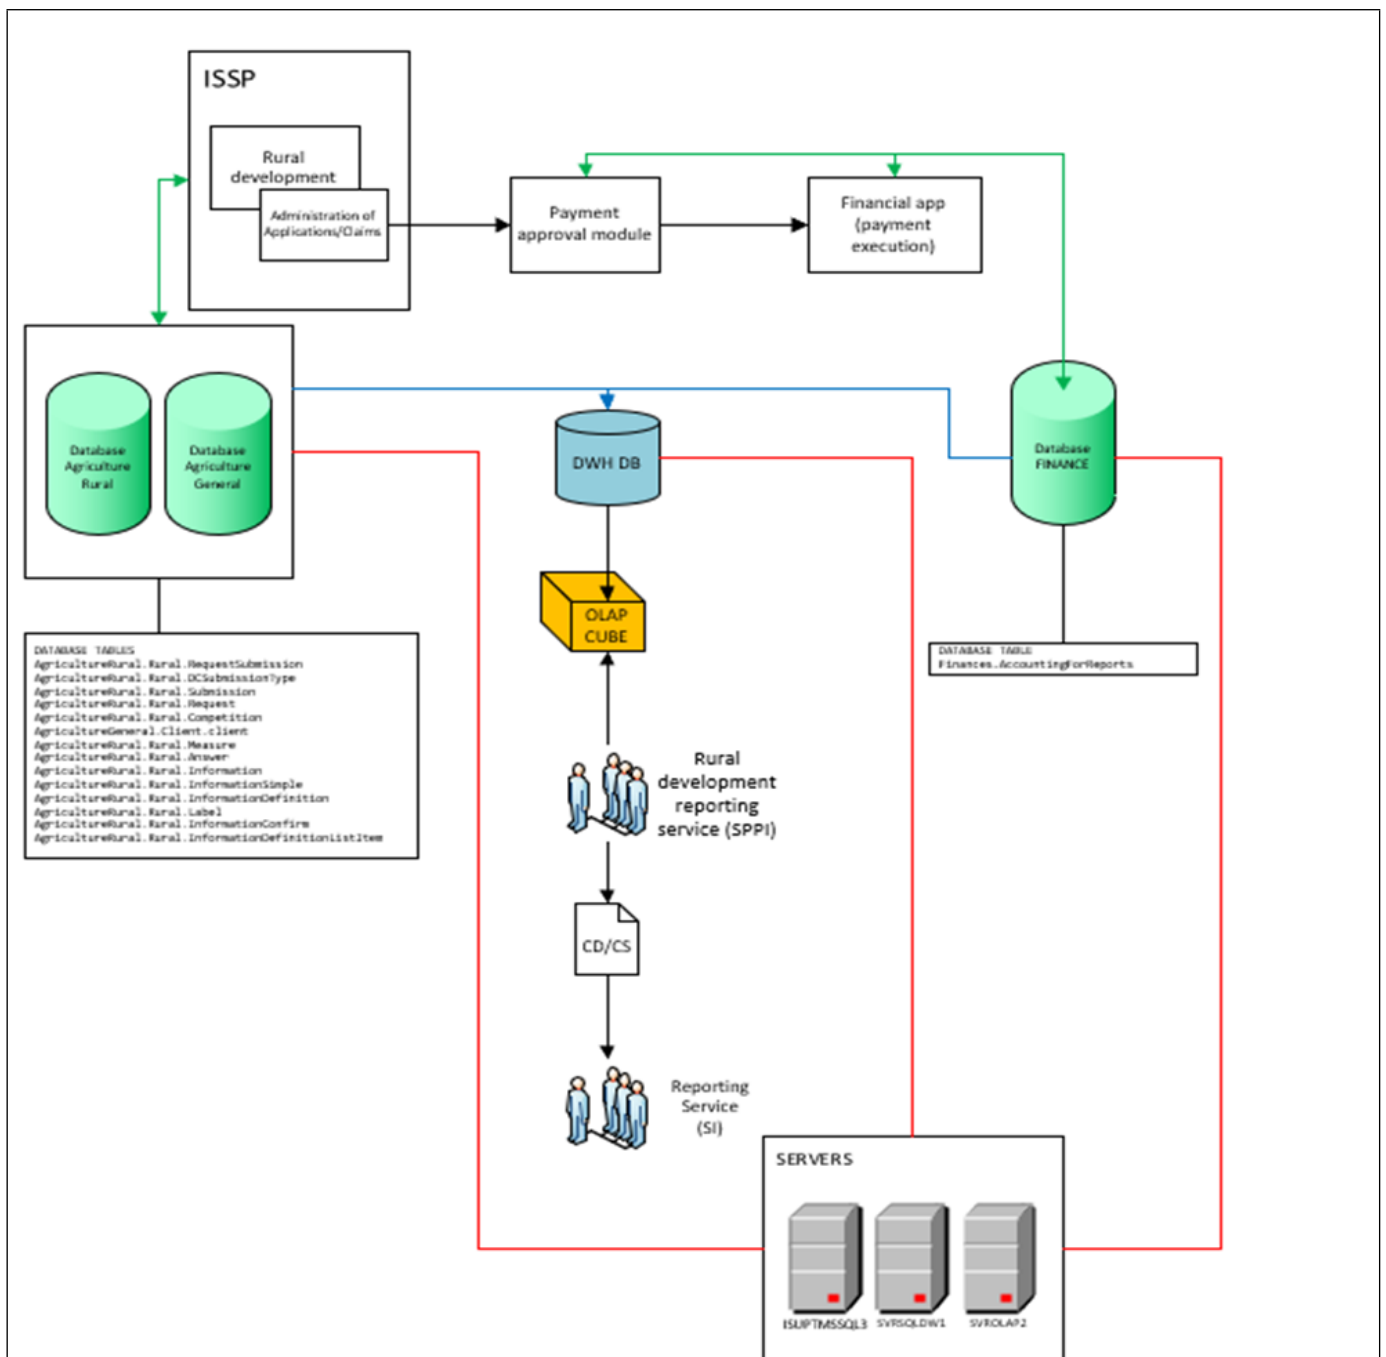 ISSP
Rural
development
Administration of
Applications/Claims
Payment
approval module
Financial app
(payment
execution)
Database
Agriculture
Rural
Database
Agriculture
General
DWH DB
Database
FINANCE
OLAP
CUBE
DATABASE TABLES
AgricultureRural.Rural.RequestSubmission
AgricultureRural.Rural.DCSubmissionType
AgricultureRural.Rural.Submission
AgricultureRural.Rural.Request
AgricultureRural.Rural.Competition
AgricultureGeneral.Client.client
AgricultureRural.Rural.Measure
AgricultureRural.Rural.Answer
AgricultureRural.Rural.Information
AgricultureRural.Rural.InformationSimple
AgricultureRural.Rural.InformationDefinition
AgricultureRural.Rural.Label
AgricultureRural.Rural.InformationConfirm
AgricultureRural.Rural.InformationDefinitionListItem
DATABASE TABLE
Finances.AccountingForReports
Rural
development
reporting
service (SPPI)
CD/CS
Reporting
Service
(SI)
SERVERS
ISUPTMSSQL3
SVRSQLDW1
SVROLAP2